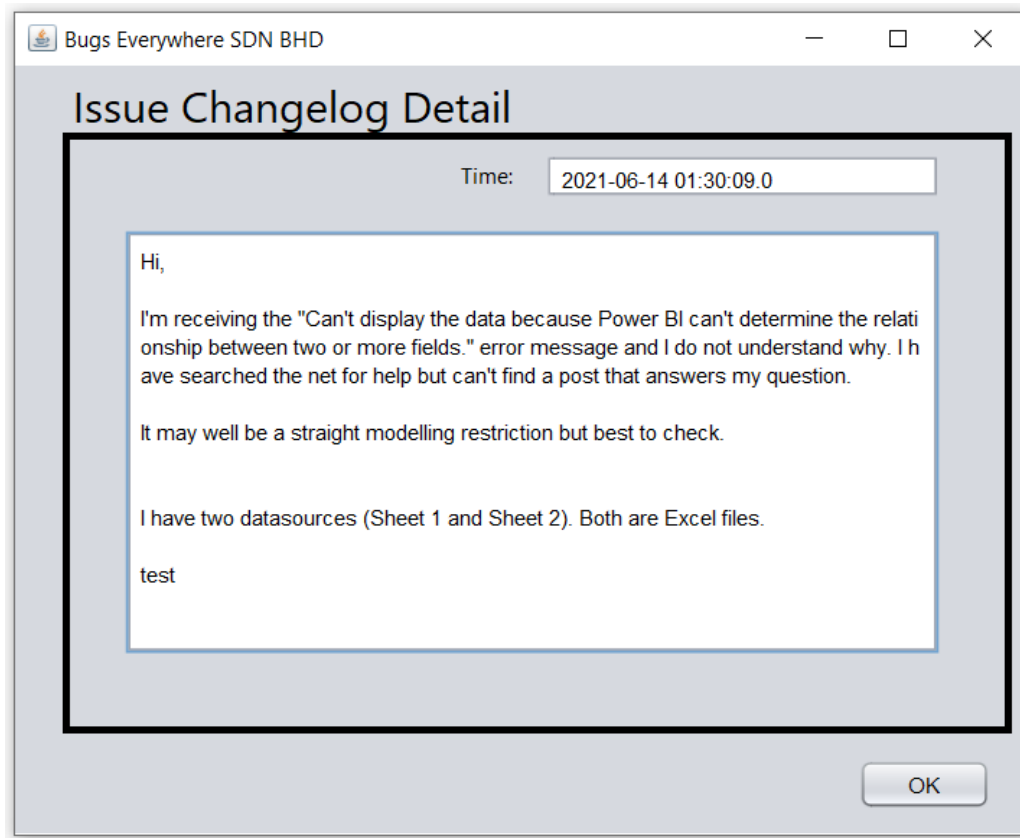 Bugs Everywhere SDN BHD
Issue Changelog Detail
Time: 2021-06-14 01:30:09.0
Hi,
I'm receiving the "Can't display the data because Power BI can't determine the relati
onship between two or more fields." error message and I do not understand why. I h
ave searched the net for help but can't find a post that answers my question.
It may well be a straight modelling restriction but best to check.
I have two datasources (Sheet 1 and Sheet 2). Both are Excel files.
test
OK